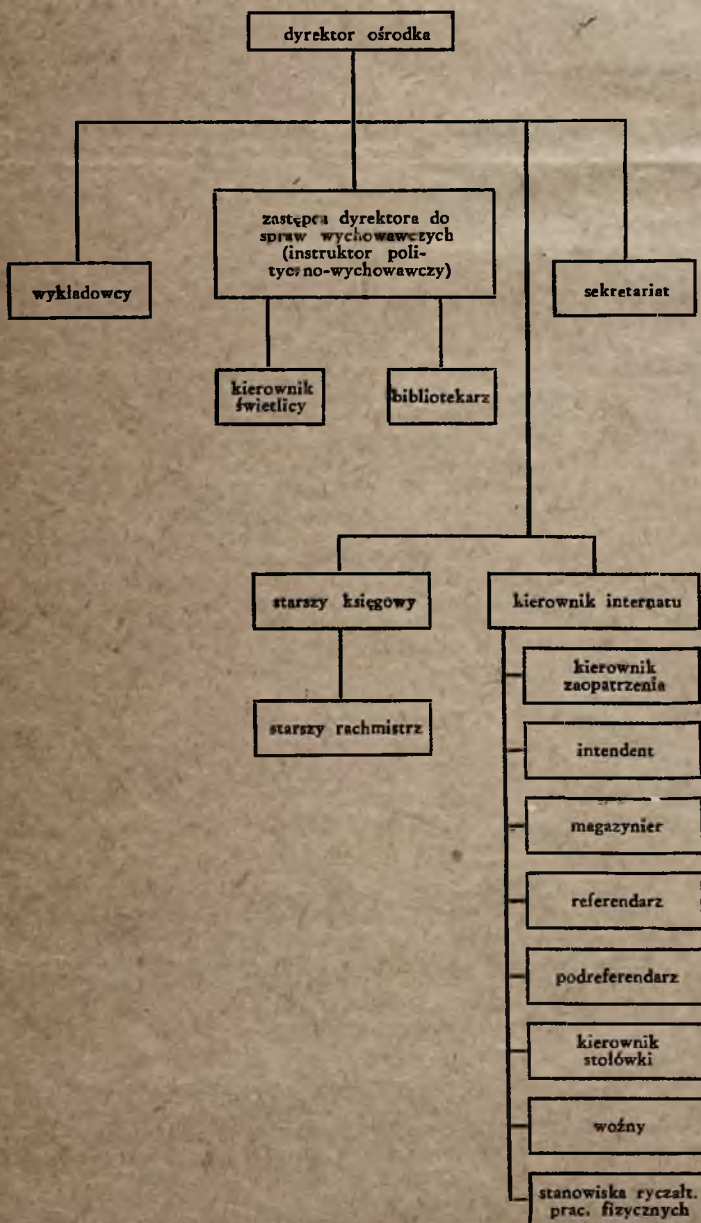 dyrektor ośrodka
zastępca dyrektora do
spraw wychowawczych
(instruktor poli-
tyczno-wychowawczy)
wykładowcy
sekretariat
kierownik
świetlicy
bibliotekarz
starszy księgowy
kierownik internatu
kierownik
zaopatrzenia
starszy rachmistrz
intendent
magazynier
referendarz
podreferendarz
kierownik
stołówki
woźny
stanowiska ryczałt.
prac. fizycznych